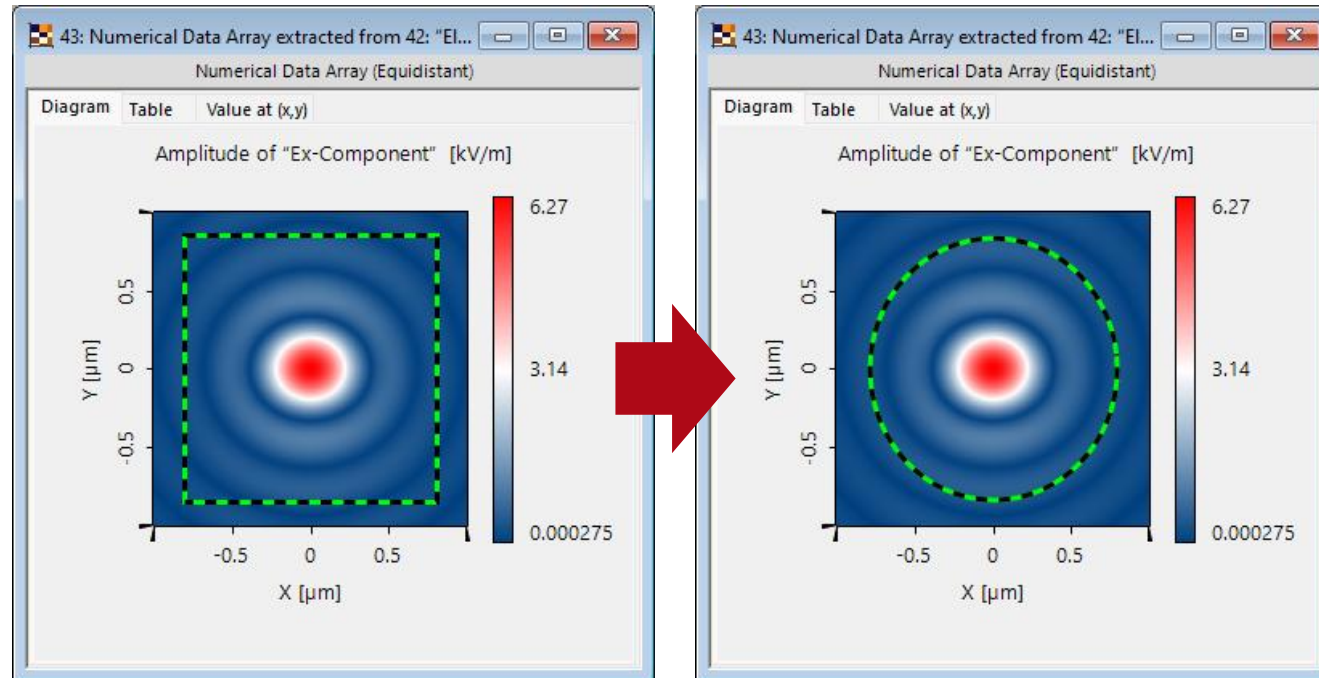 43: Numerical Data Array extracted from 42: "El...
Numerical Data Array (Equidistant)
Diagram Table Value at (x,y)
Amplitude of "Ex-Component" [kV/m]
6.27
3.14
0.000275
0.5
0
-0.5
Y [µm]
-0.5 0 0.5
X [µm]
43: Numerical Data Array extracted from 42: "El...
Numerical Data Array (Equidistant)
Diagram Table Value at (x,y)
Amplitude of "Ex-Component" [kV/m]
6.27
3.14
0.000275
0.5
0
-0.5
Y [µm]
-0.5 0 0.5
X [µm]